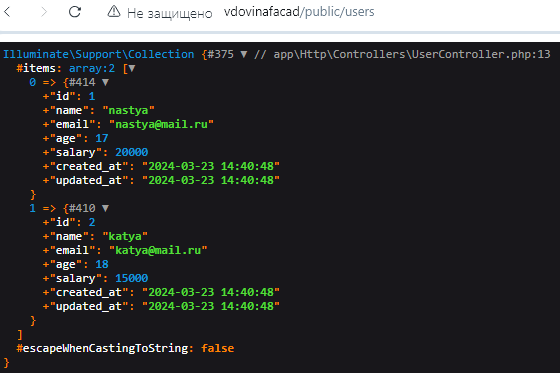 Не защищено vdovinafacad/public/users
Illuminate\Support\Collection {#375 ▼ // app\Http\Controllers\UserController.php:13
#items: array:2 [▼
0 => {#414 ▼
+"id": 1
+"name": "nastya"
+"email": "nastya@mail.ru"
+"age": 17
+"salary": 20000
+"created_at": "2024-03-23 14:40:48"
+"updated_at": "2024-03-23 14:40:48"
}
1 => {#410 ▼
+"id": 2
+"name": "katya"
+"email": "katya@mail.ru"
+"age": 18
+"salary": 15000
+"created_at": "2024-03-23 14:40:48"
+"updated_at": "2024-03-23 14:40:48"
}
]
#escapeWhenCastingToString: false
}